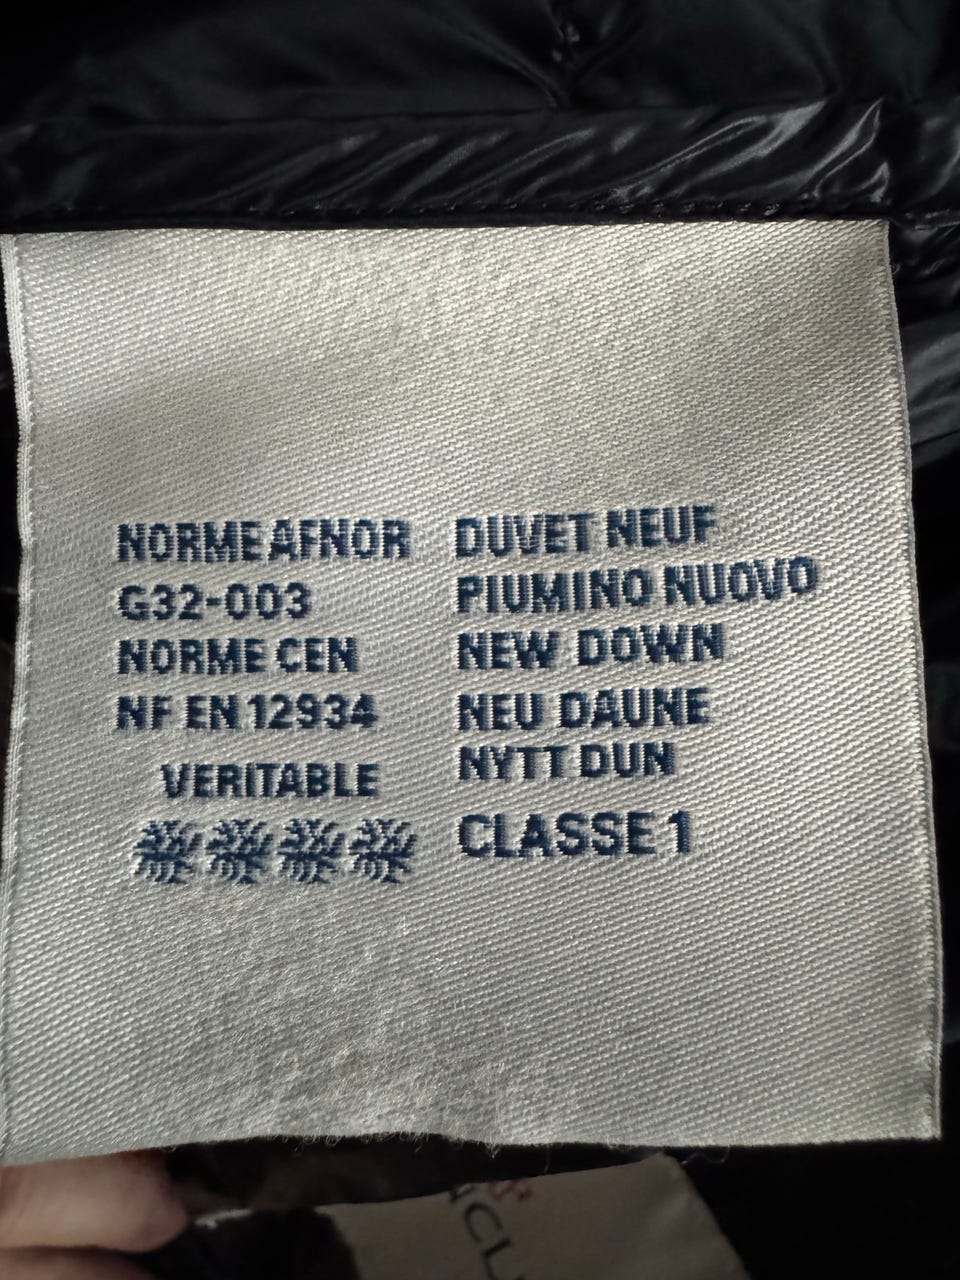 NORME AFNOR
G32-003
NORME CEN
NF EN 12934
VERITABLE
DUVET NEUF
PIUMINO NUOVO
NEW DOWN
NEU DAUNE
NYTT DUN
CLASSE 1